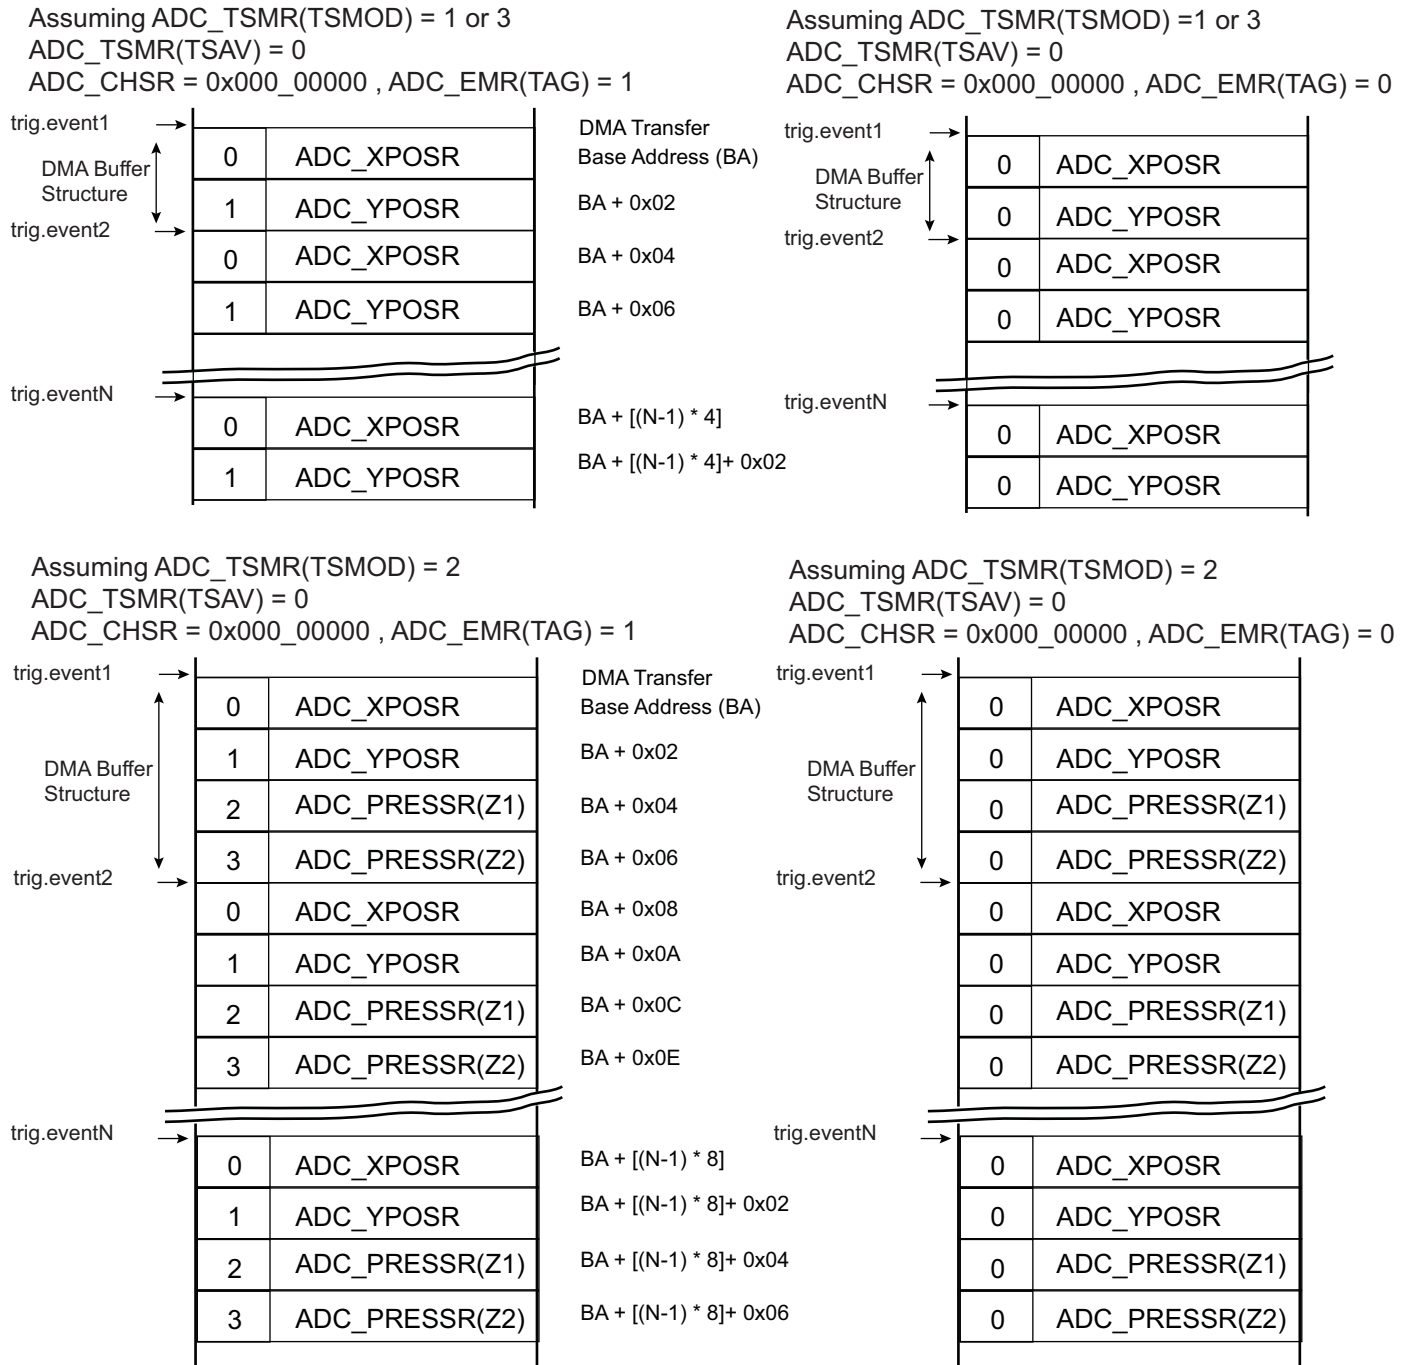 Assuming ADC_TSMR(TSMOD) = 1 or 3
ADC_TSMR(TSAV) = 0
ADC_CHSR = 0x000_00000 , ADC_EMR(TAG) = 1
trig.event1
DMA Transfer
0 ADC_XPOSR Base Address (BA)
DMA Buffer
Structure
1 ADC_YPOSR BA + 0x02
trig.event2
0 ADC_XPOSR BA + 0x04
1 ADC_YPOSR BA + 0x06
trig.eventN
0 ADC_XPOSR BA + [(N-1) * 4]
1 ADC_YPOSR BA + [(N-1) * 4]+ 0x02
Assuming ADC_TSMR(TSMOD) =1 or 3
ADC_TSMR(TSAV) = 0
ADC_CHSR = 0x000_00000 , ADC_EMR(TAG) = 0
trig.event1
0 ADC_XPOSR
DMA Buffer
Structure
0 ADC_YPOSR
trig.event2
0 ADC_XPOSR
0 ADC_YPOSR
trig.eventN
0 ADC_XPOSR
0 ADC_YPOSR
Assuming ADC_TSMR(TSMOD) = 2
ADC_TSMR(TSAV) = 0
ADC_CHSR = 0x000_00000 , ADC_EMR(TAG) = 1
trig.event1
DMA Transfer
0 ADC_XPOSR Base Address (BA)
1 ADC_YPOSR BA + 0x02
DMA Buffer
Structure
2 ADC_PRESSR(Z1) BA + 0x04
3 ADC_PRESSR(Z2) BA + 0x06
trig.event2
0 ADC_XPOSR BA + 0x08
1 ADC_YPOSR BA + 0x0A
2 ADC_PRESSR(Z1) BA + 0x0C
3 ADC_PRESSR(Z2) BA + 0x0E
trig.eventN
0 ADC_XPOSR BA + [(N-1) * 8]
1 ADC_YPOSR BA + [(N-1) * 8]+ 0x02
2 ADC_PRESSR(Z1) BA + [(N-1) * 8]+ 0x04
3 ADC_PRESSR(Z2) BA + [(N-1) * 8]+ 0x06
Assuming ADC_TSMR(TSMOD) = 2
ADC_TSMR(TSAV) = 0
ADC_CHSR = 0x000_00000 , ADC_EMR(TAG) = 0
trig.event1
0 ADC_XPOSR
0 ADC_YPOSR
DMA Buffer
Structure
0 ADC_PRESSR(Z1)
0 ADC_PRESSR(Z2)
trig.event2
0 ADC_XPOSR
0 ADC_YPOSR
0 ADC_PRESSR(Z1)
0 ADC_PRESSR(Z2)
trig.eventN
0 ADC_XPOSR
0 ADC_YPOSR
0 ADC_PRESSR(Z1)
0 ADC_PRESSR(Z2)